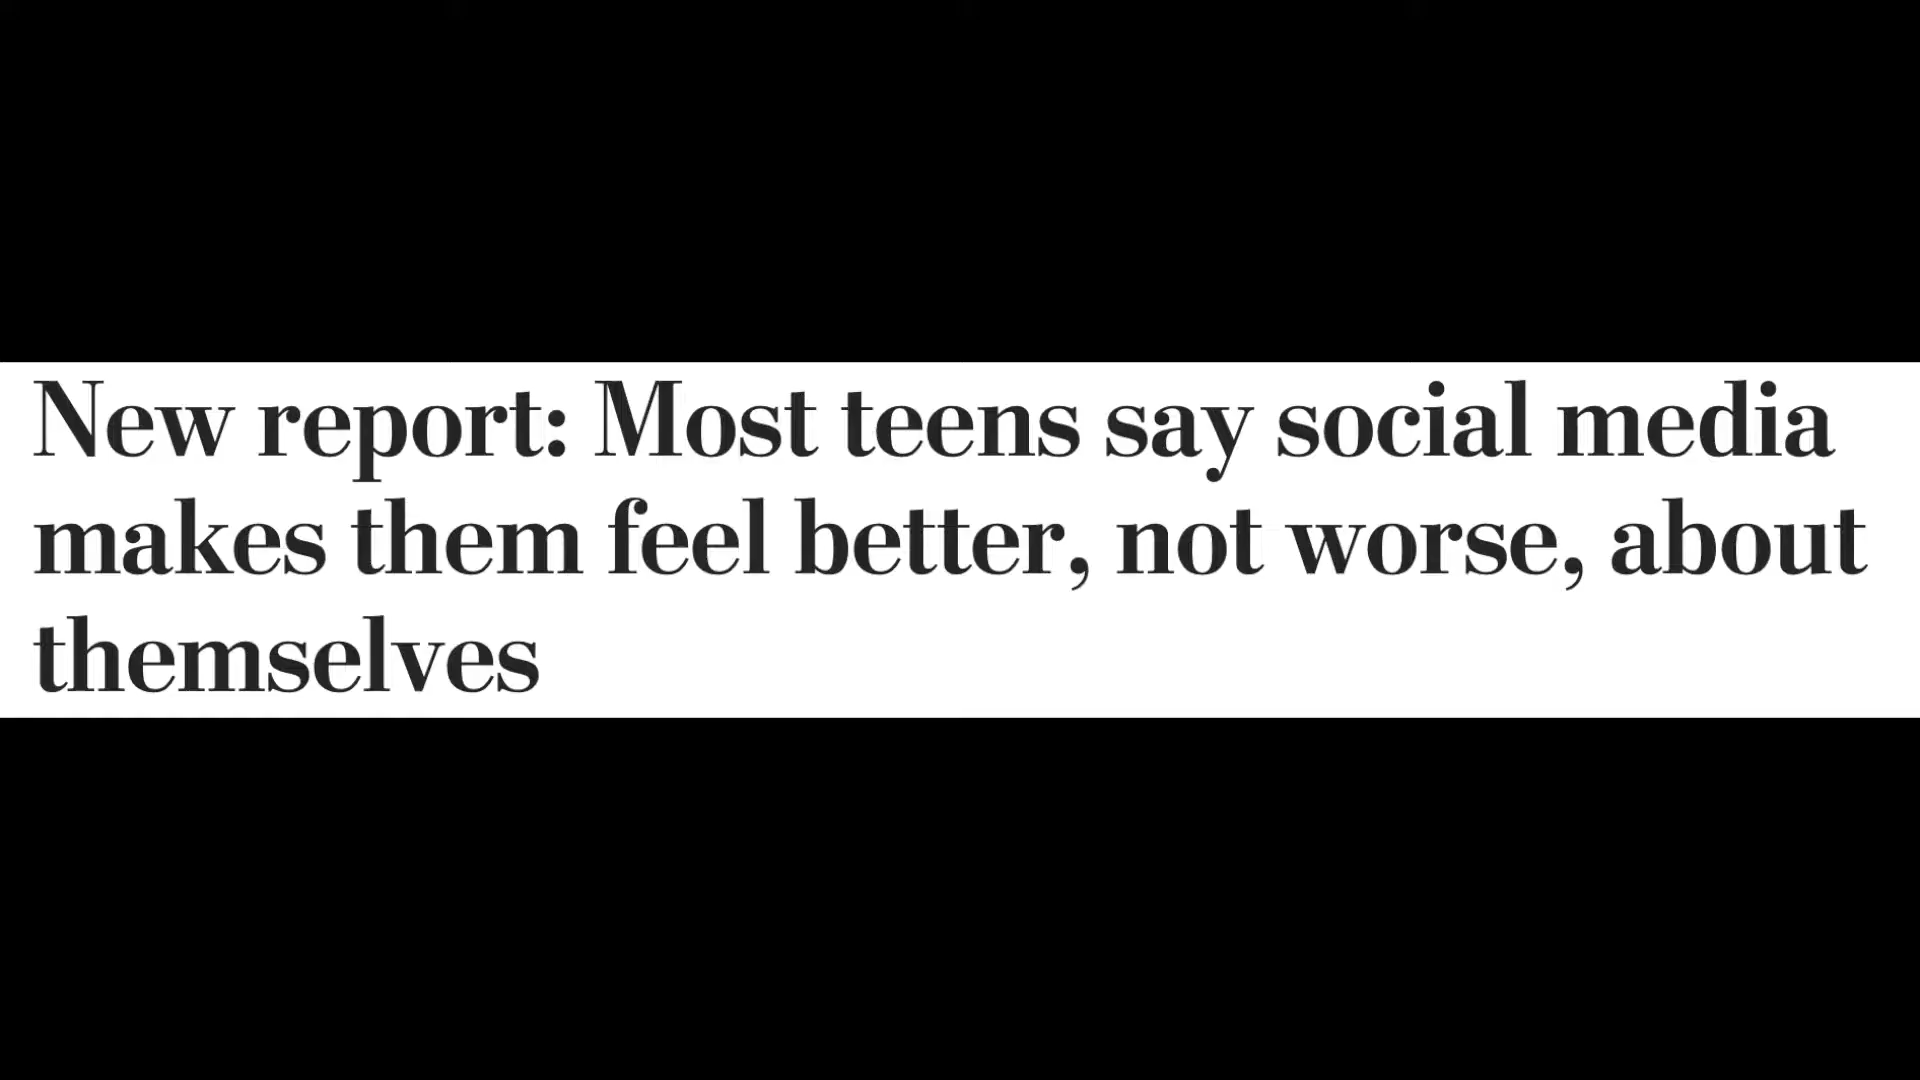 New report: Most teens say social media
makes them feel better, not worse, about
themselves